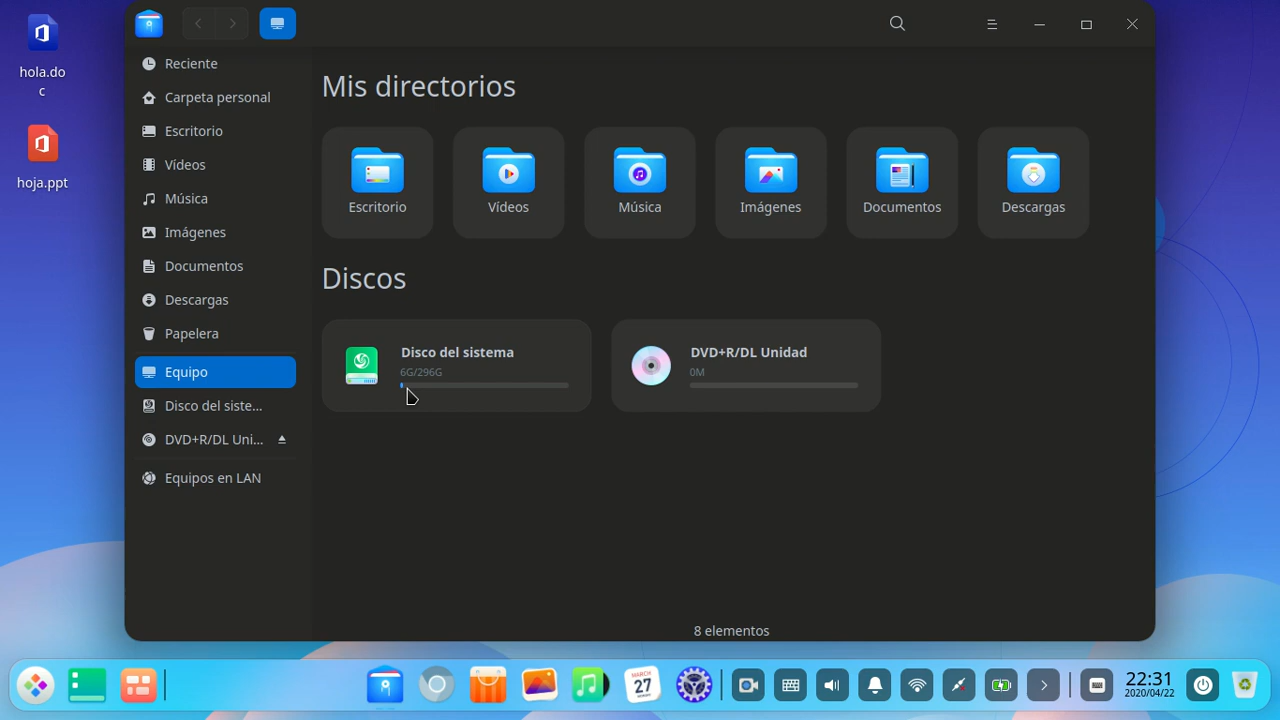 hola.do
c
hoja.ppt
Reciente
Carpeta personal
Escritorio
Vídeos
Música
Imágenes
Documentos
Descargas
Papelera
Equipo
Disco del siste...
DVD+R/DL Uni...
Equipos en LAN
Mis directorios
Escritorio
Vídeos
Música
Imágenes
Documentos
Descargas
Discos
Disco del sistema
6G/296G
DVD+R/DL Unidad
0M
8 elementos
MARCH
27
22:31
2020/04/22